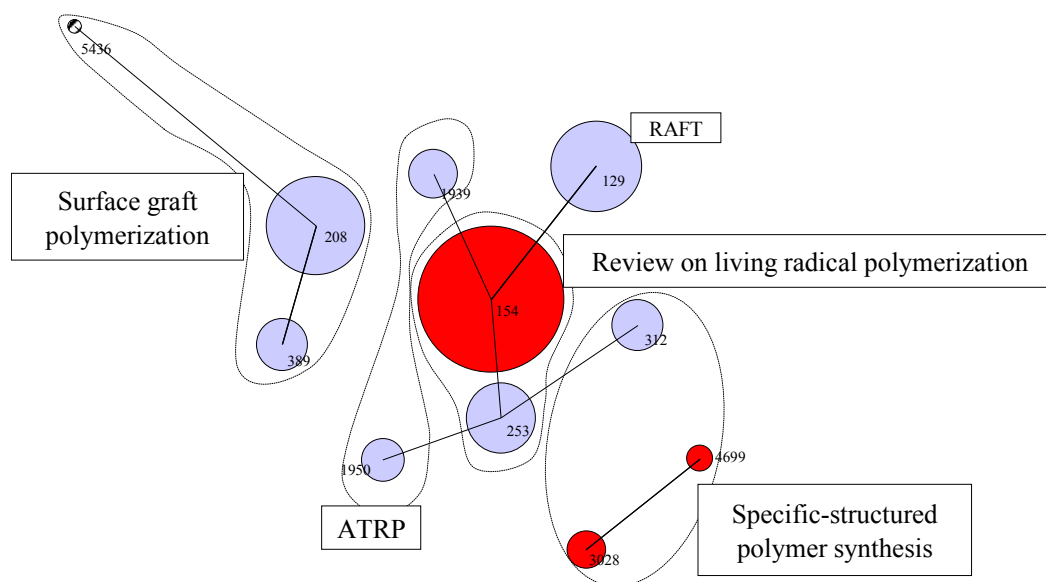 5436
RAFT
129
1939
Surface graft
polymerization
208
Review on living radical polymerization
154
312
389
253
4699
1950
Specific-structured
polymer synthesis
ATRP
3028